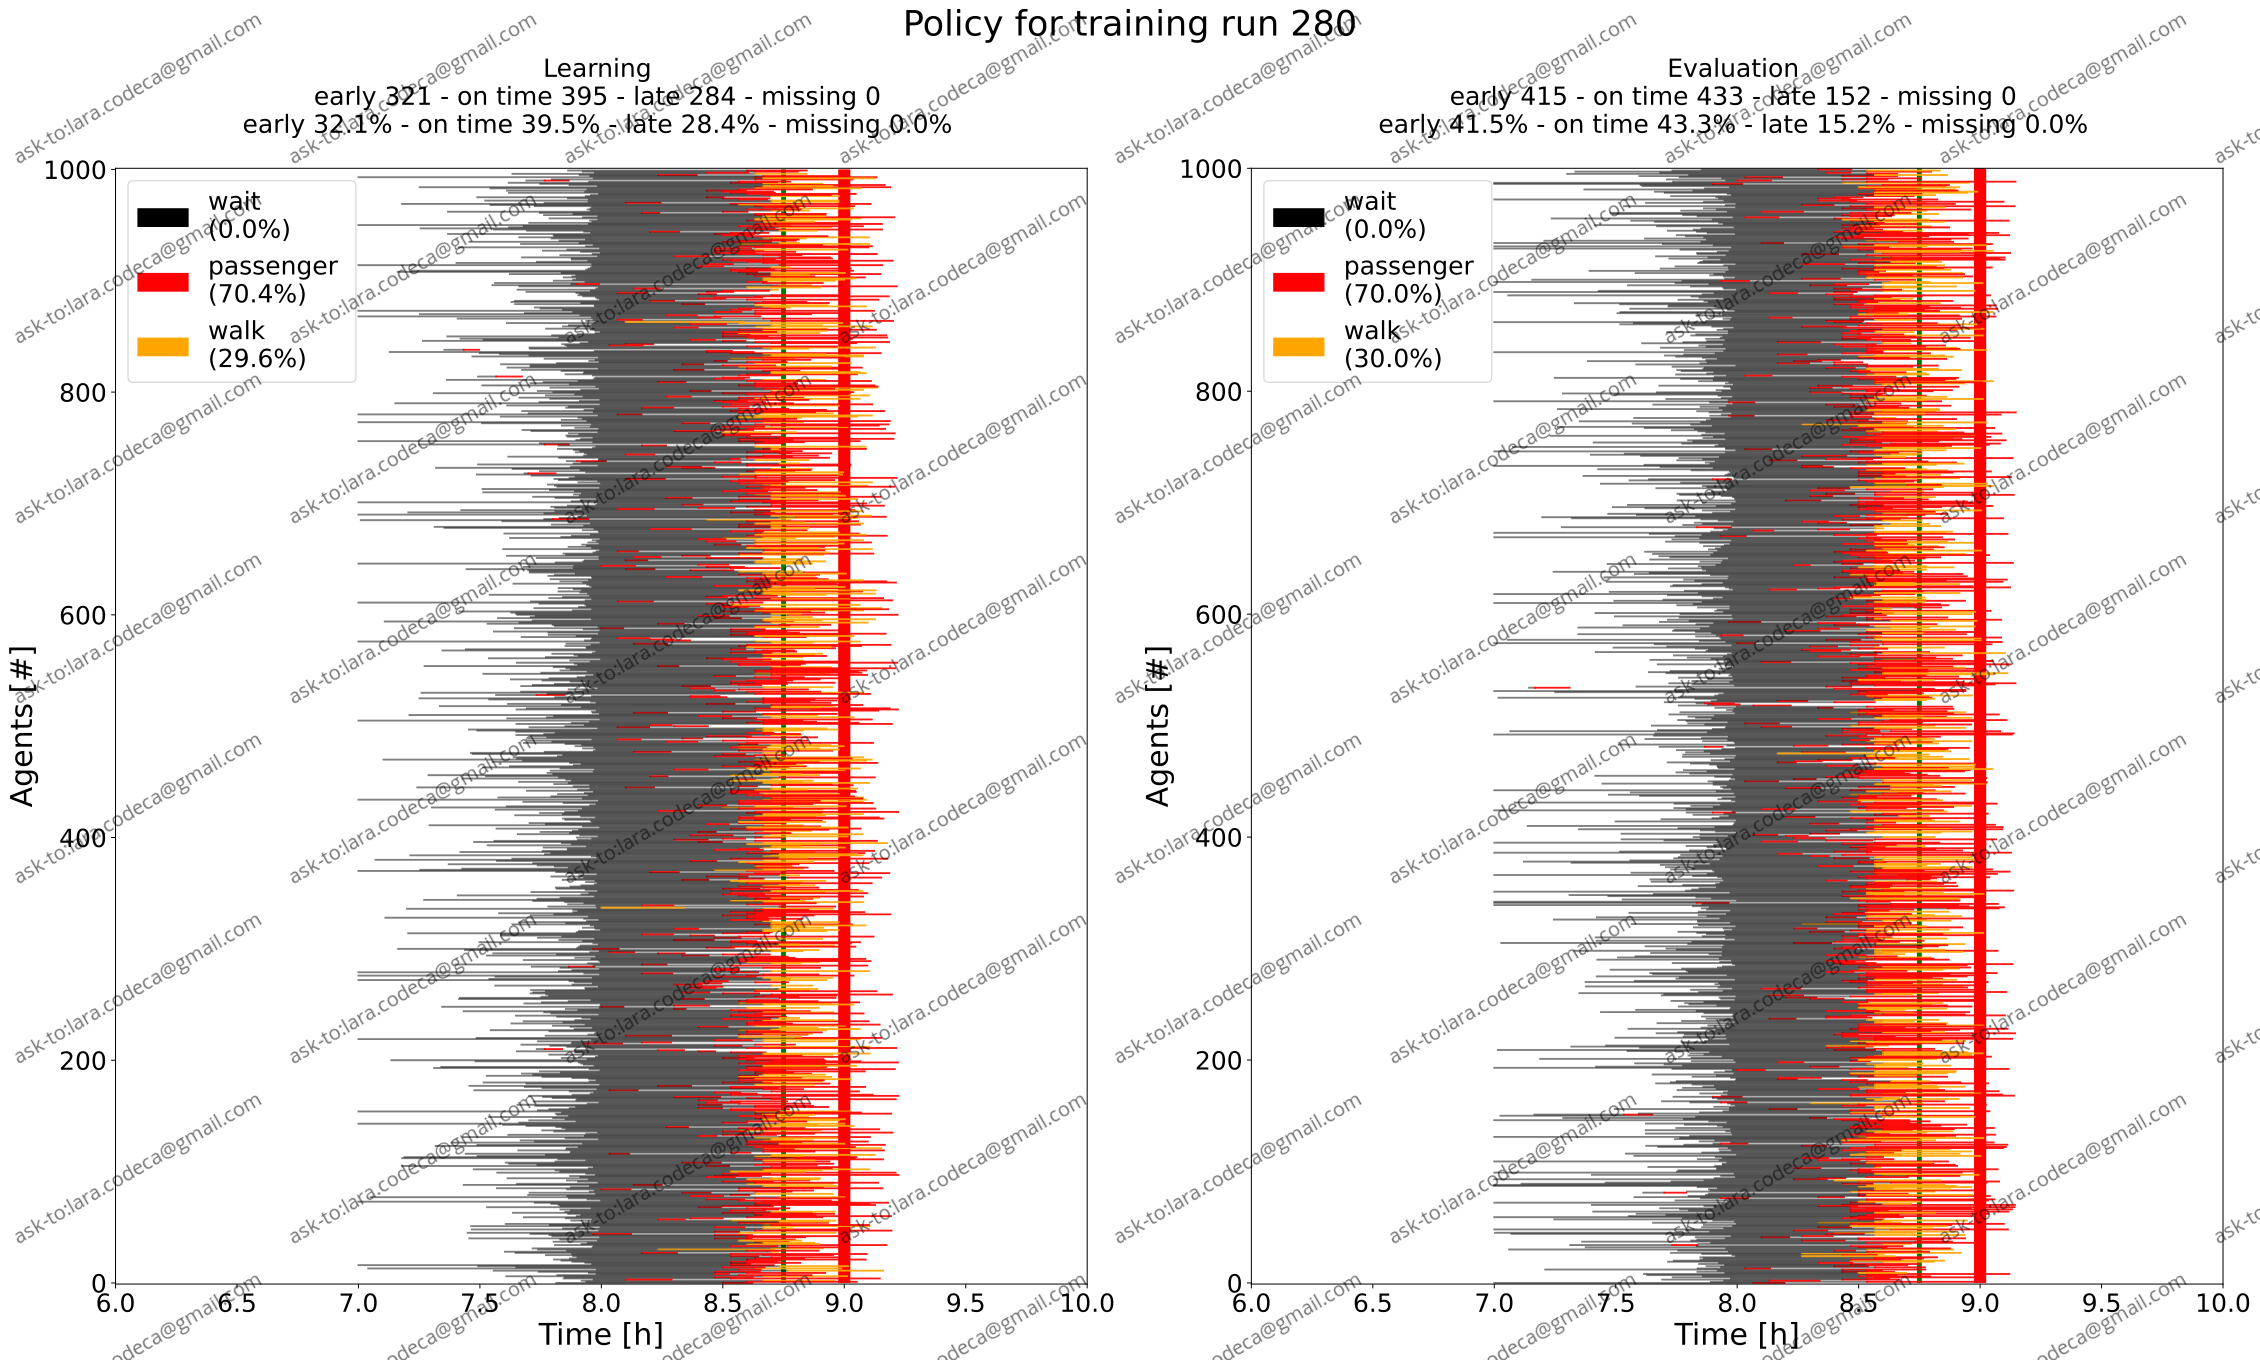 Policy for training run 280
Learning
early 321 - on time 395 - late 284 - missing 0
early 32.1% - on time 39.5% - late 28.4% - missing 0.0%
wait
(0.0%)
passenger
(70.4%)
walk
(29.6%)
1000
800
600
400
200
0
Agents [#]
6.0 6.5 7.0 7.5 8.0 8.5 9.0 9.5 10.0
Time [h]
Evaluation
early 415 - on time 433 - late 152 - missing 0
early 41.5% - on time 43.3% - late 15.2% - missing 0.0%
wait
(0.0%)
passenger
(70.0%)
walk
(30.0%)
1000
800
600
400
200
0
Agents [#]
6.0 6.5 7.0 7.5 8.0 8.5 9.0 9.5 10.0
Time [h]
ask-to:lara.codeca@gmail.com